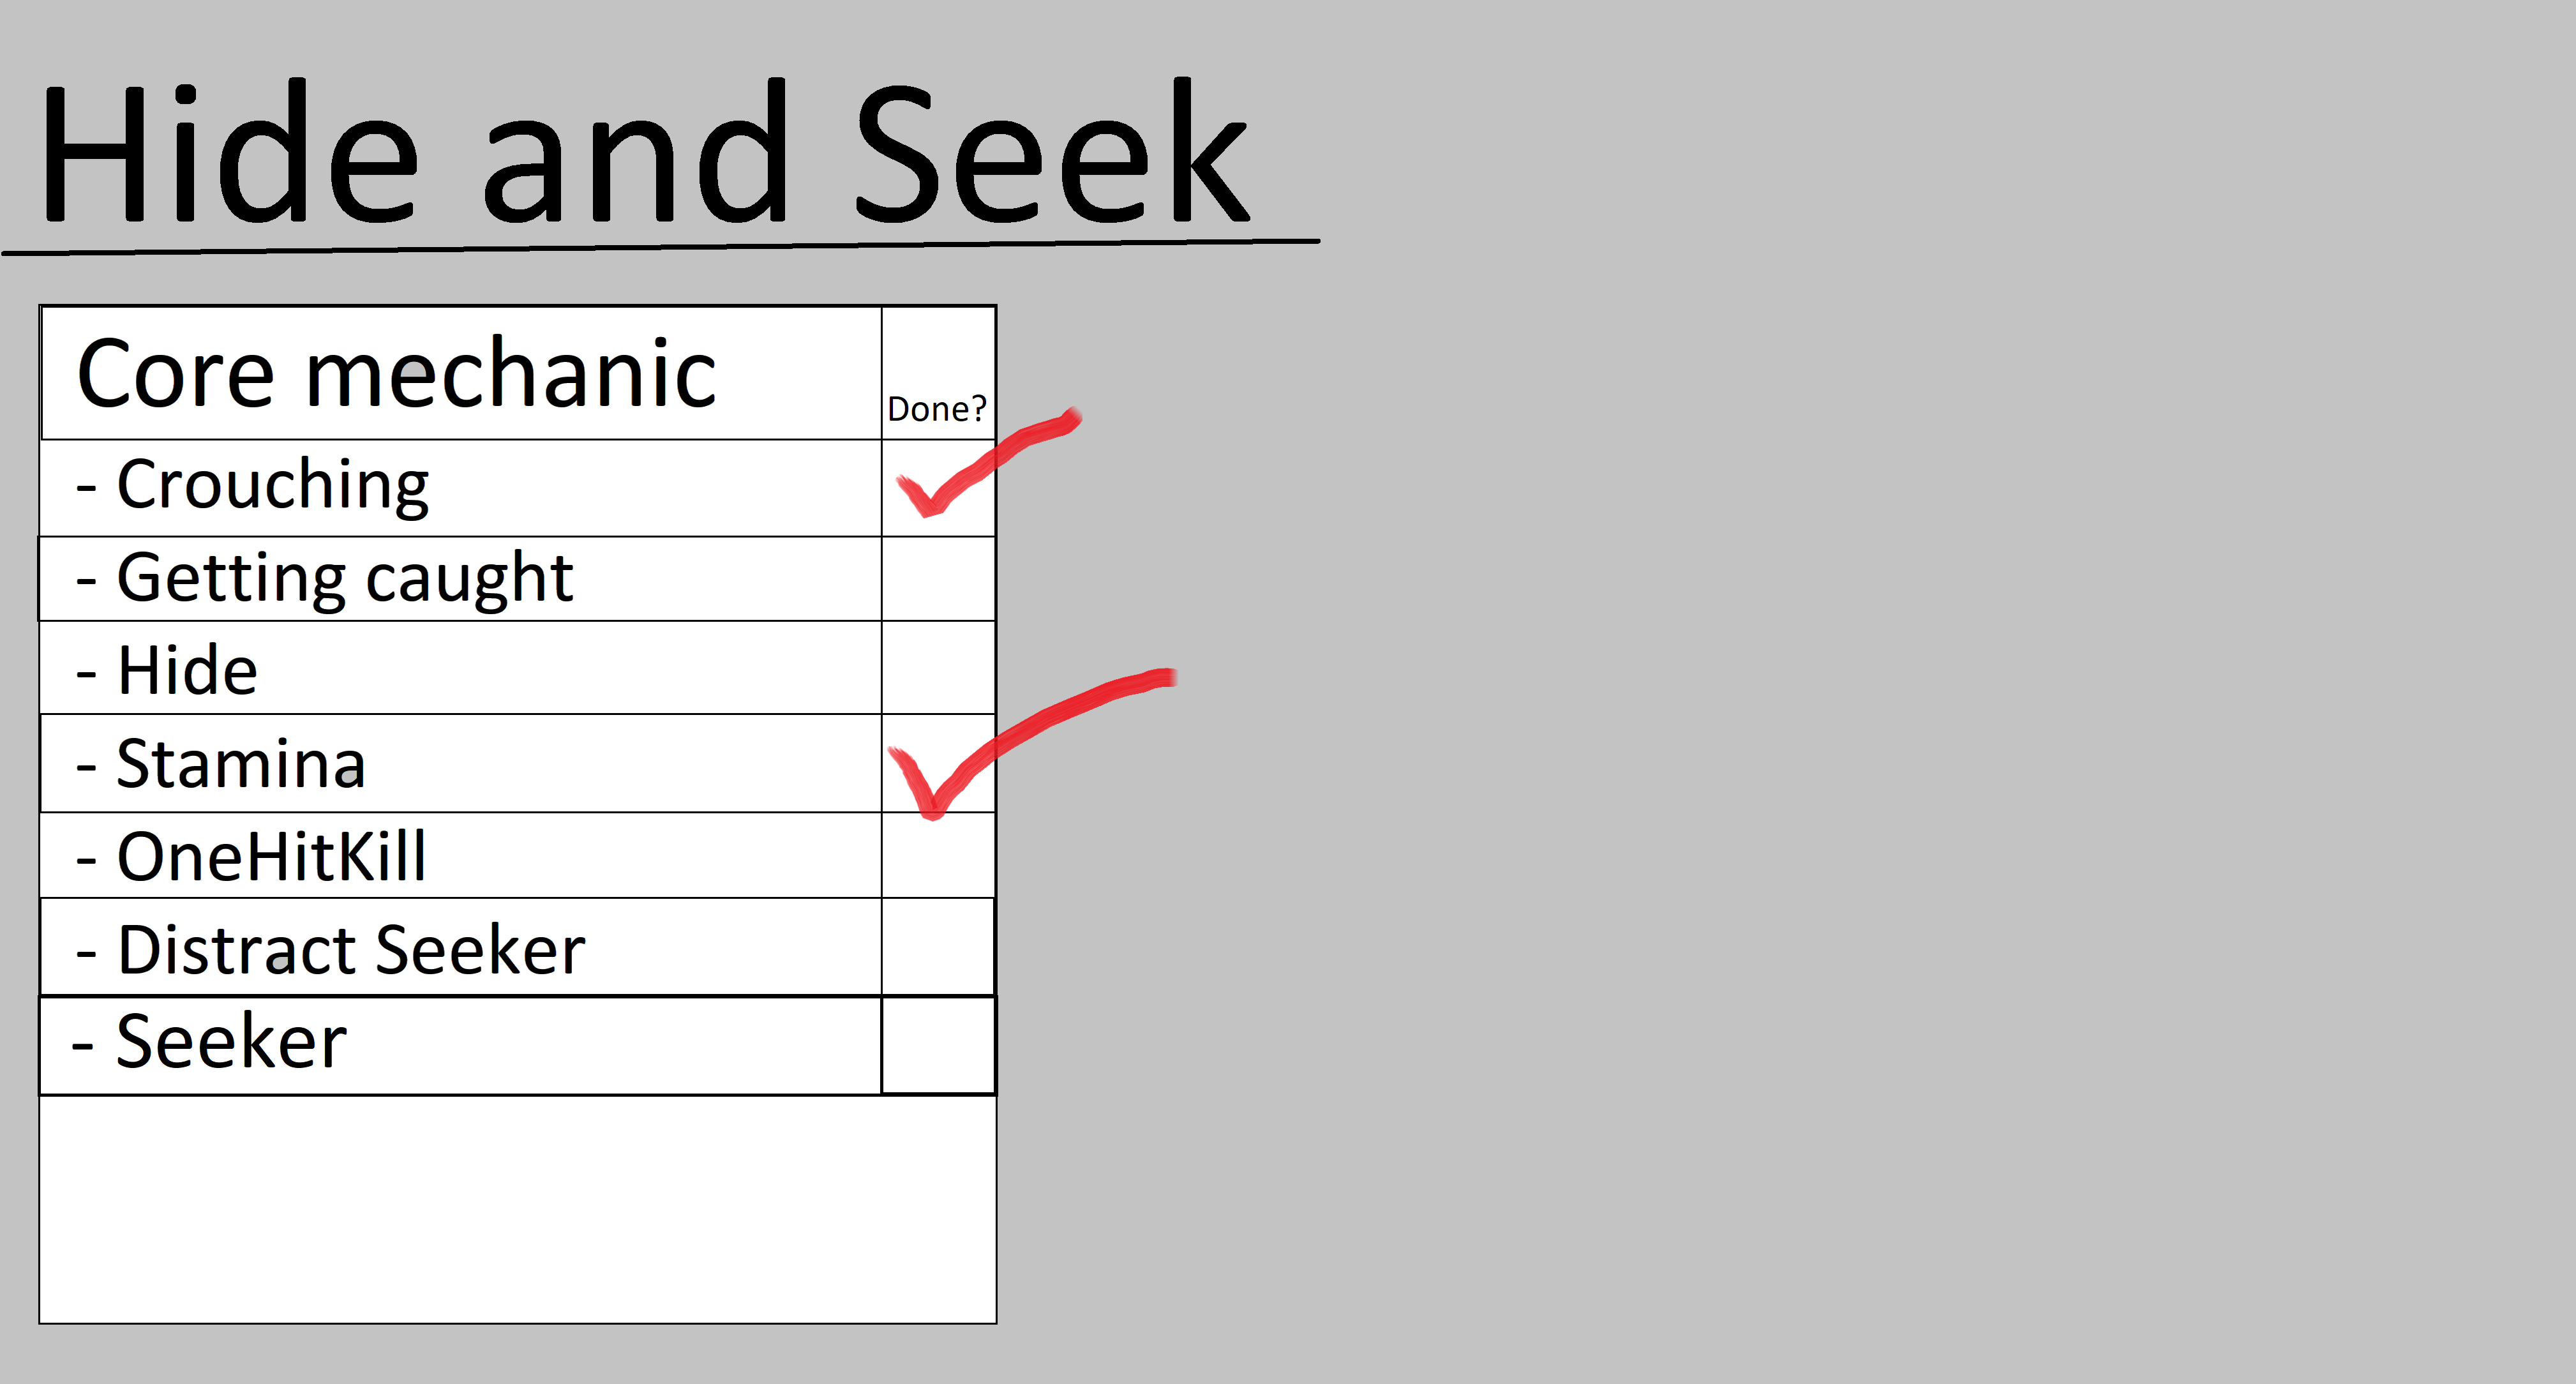 Hide and Seek
Core mechanic
Done?
- Crouching
- Getting caught
- Hide
- Stamina
- OneHitKill
- Distract Seeker
- Seeker